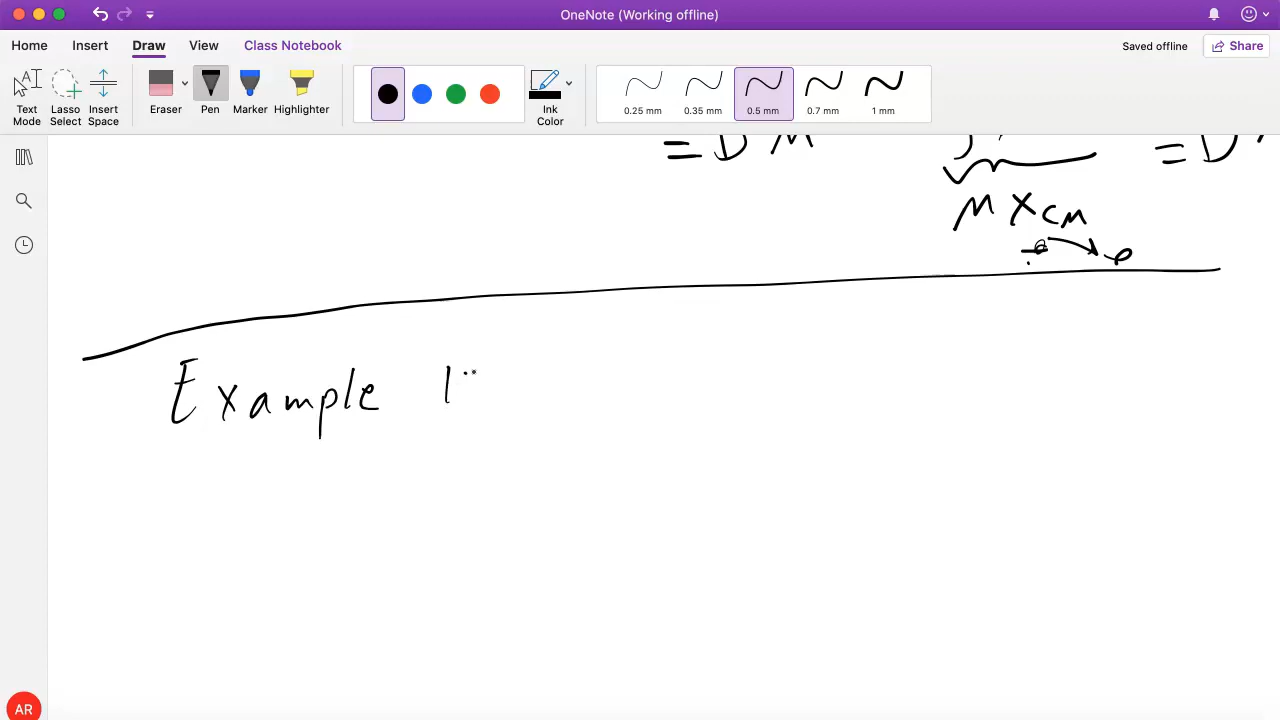 OneNote (Working offline)
Home Insert Draw View Class Notebook Saved offline Share
Text Mode Lasso Select Insert Space Eraser Pen Marker Highlighter Ink Color 0.25 mm 0.35 mm 0.5 mm 0.7 mm 1 mm
= D M = D
M X CM
Example 1
AR